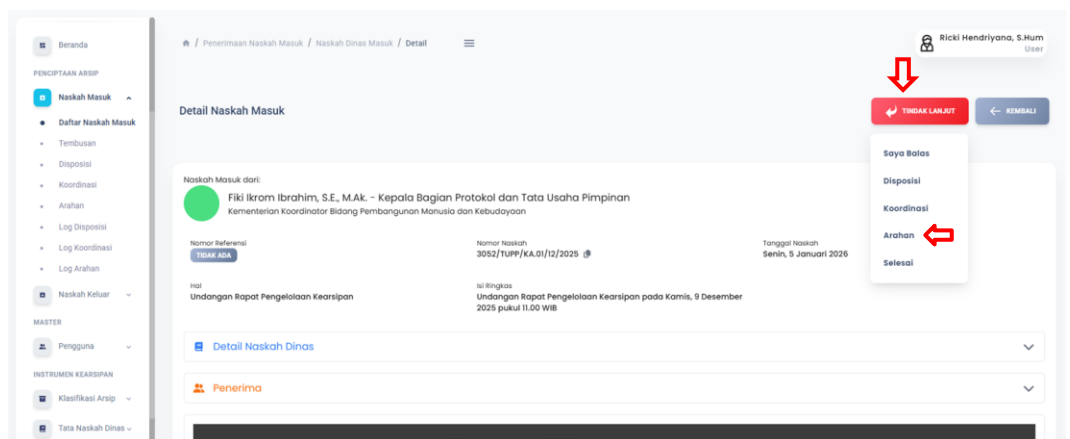 Beranda
PENCIPTAAN ARSIP
Naskah Masuk
Daftar Naskah Masuk
Tembusan
Disposisi
Koordinasi
Arahan
Log Disposisi
Log Koordinasi
Log Arahan
Naskah Keluar
MASTER
Pengguna
INSTRUMEN KEARSIPAN
Klasifikasi Arsip
Tata Naskah Dinas
/ Penerimaan Naskah Masuk / Naskah Dinas Masuk / Detail
Ricki Hendriyana, S.Hum
User
Detail Naskah Masuk
TINDAK LANJUT
KEMBALI
Saya Balas
Disposisi
Koordinasi
Arahan
Selesai
Naskah Masuk dari:
Fiki Ikrom Ibrahim, S.E., M.Ak. - Kepala Bagian Protokol dan Tata Usaha Pimpinan
Kementerian Koordinator Bidang Pembangunan Manusia dan Kebudayaan
Nomor Referensi
TIDAK ADA
Nomor Naskah
3052/TUPP/KA.01/12/2025
Tanggal Naskah
Senin, 5 Januari 2026
Hal
Undangan Rapat Pengelolaan Kearsipan
Isi Ringkas
Undangan Rapat Pengelolaan Kearsipan pada Kamis, 9 Desember
2025 pukul 11.00 WIB
Detail Naskah Dinas
Penerima